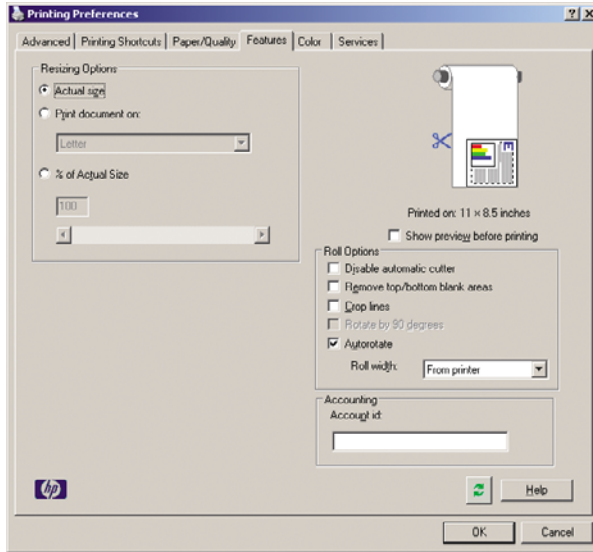 Printing Preferences
Advanced Printing Shortcuts Paper/Quality Features Color Services
Resizing Options
Actual size
Print document on:
Letter
% of Actual Size
100
Printed on: 11 × 8.5 inches
Show preview before printing
Roll Options
Disable automatic cutter
Remove top/bottom blank areas
Crop lines
Rotate by 90 degrees
Autorotate
Roll width: From printer
Accounting
Account id:
hp
Help
OK Cancel